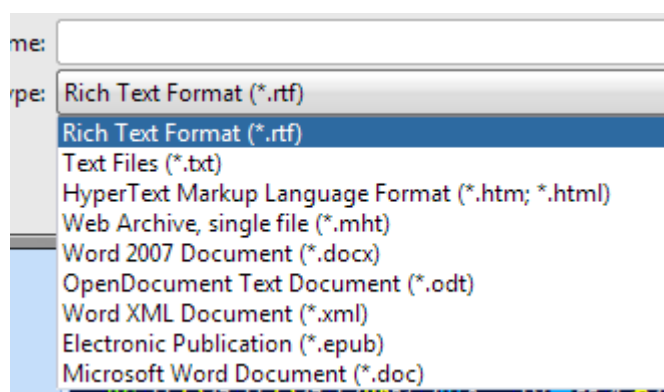 me:
ype: Rich Text Format (*.rtf)
Rich Text Format (*.rtf)
Text Files (*.txt)
HyperText Markup Language Format (*.htm; *.html)
Web Archive, single file (*.mht)
Word 2007 Document (*.docx)
OpenDocument Text Document (*.odt)
Word XML Document (*.xml)
Electronic Publication (*.epub)
Microsoft Word Document (*.doc)